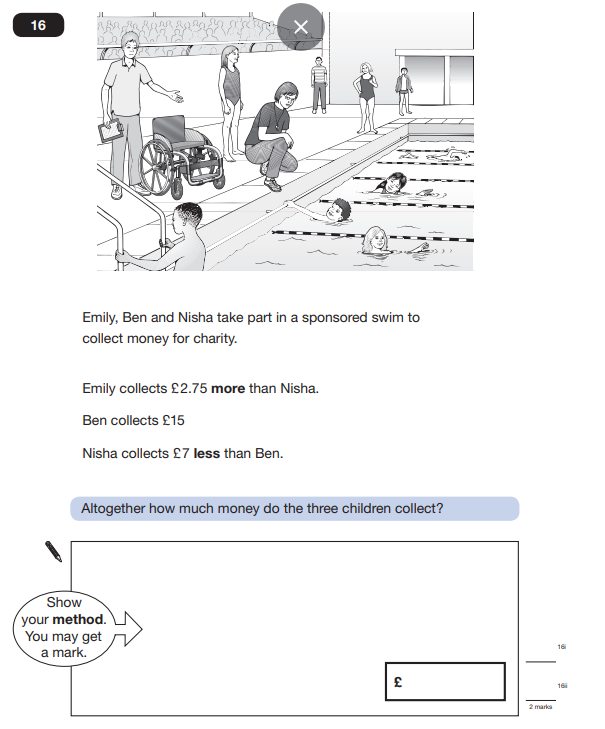 16
Emily, Ben and Nisha take part in a sponsored swim to
collect money for charity.
Emily collects £2.75 more than Nisha.
Ben collects £15
Nisha collects £7 less than Ben.
Altogether how much money do the three children collect?
Show
your method.
You may get
a mark.
£
16i
16ii
2 marks